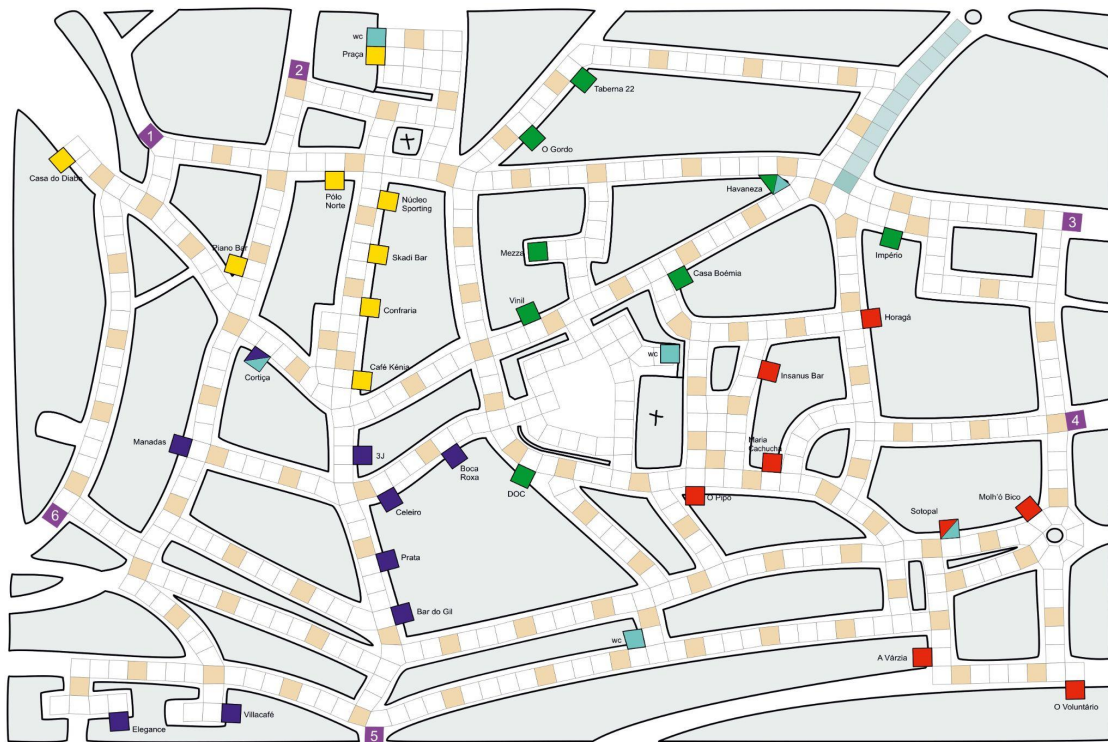 wc
Praça
2
Taberna 22
1
O Gordo
Casa do Diabo
Pólo
Norte
Núcleo
Sporting
Havaneza
3
Piano Bar
Skadi Bar
Mezza
Império
Casa Boémia
Vinil
Confraria
Horagá
wc
Cortiça
Café Kénia
Insanus Bar
4
Manadas
3J
Boca
Roxa
Maria
Cachucha
DOC
O Pipo
6
Celeiro
Molh'ó Bico
Sotopal
Prata
Bar do Gil
wc
A Várzia
O Voluntário
Villacafé
Elegance
5